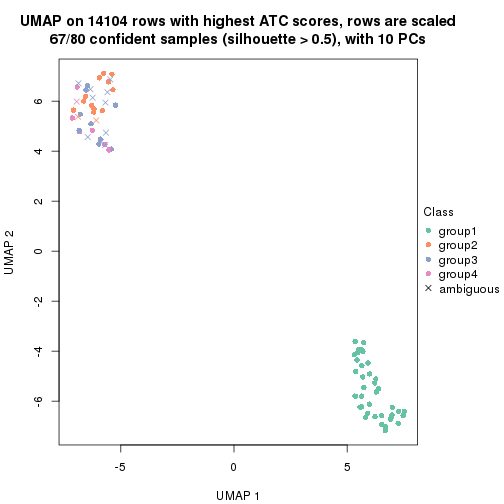 UMAP on 14104 rows with highest ATC scores, rows are scaled
67/80 confident samples (silhouette > 0.5), with 10 PCs
6
4
2
0
-2
-4
-6
UMAP 2
-5
0
5
UMAP 1
Class
group1
group2
group3
group4
ambiguous